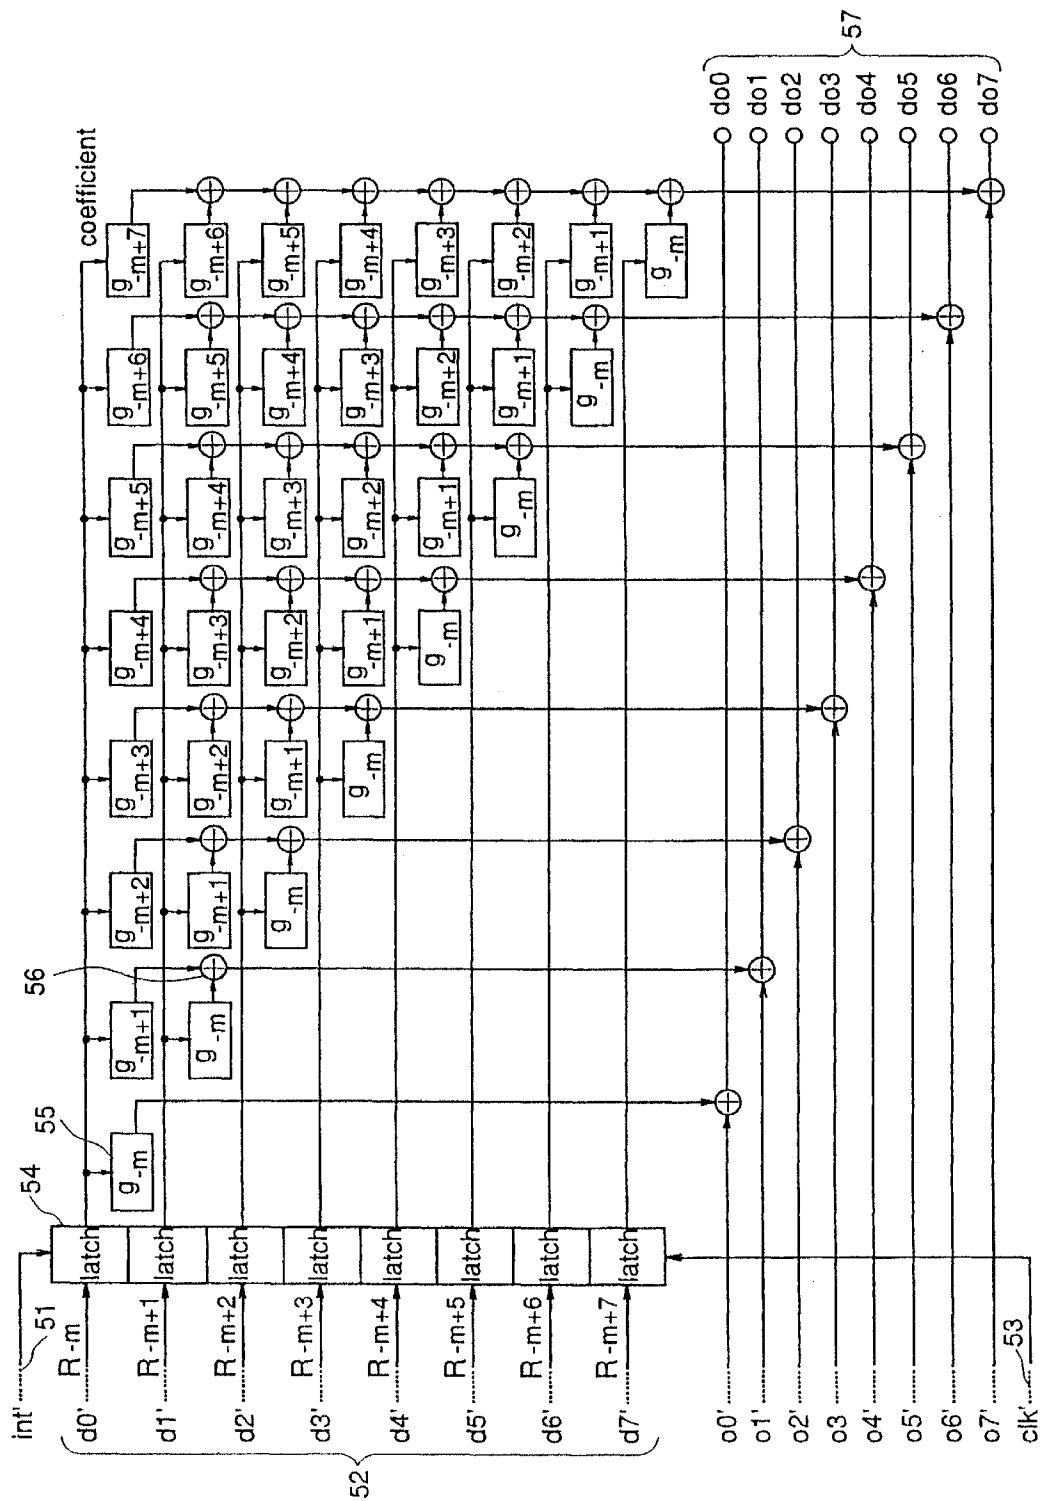 coefficient
g-m+7
g-m+6
g-m+5
g-m+4
g-m+3
g-m+2
g-m+1
g-m
g-m+6
g-m+5
g-m+4
g-m+3
g-m+2
g-m+1
g-m
g-m+5
g-m+4
g-m+3
g-m+2
g-m+1
g-m
g-m+4
g-m+3
g-m+2
g-m+1
g-m
g-m+3
g-m+2
g-m+1
g-m
g-m+2
g-m+1
g-m
56
g-m+1
g-m
55
g-m
54
latch
latch
latch
latch
latch
latch
latch
latch
51
R-m
R-m+1
R-m+2
R-m+3
R-m+4
R-m+5
R-m+6
R-m+7
int'
d0'
d1'
d2'
d3'
d4'
d5'
d6'
d7'
52
o0'
o1'
o2'
o3
o4'
o5'
o6'
o7'
clk'
53
do0
do1
do2
do3
do4
do5
do6
do7
57